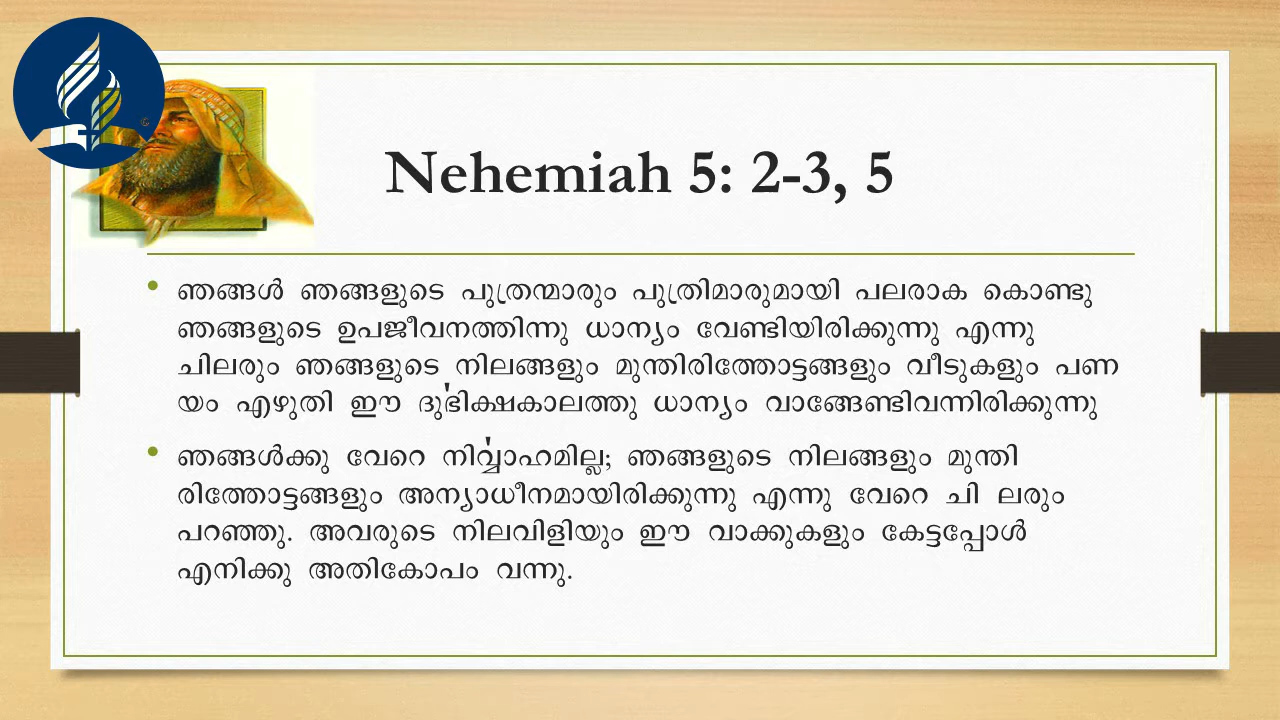 Nehemiah 5: 2-3, 5
• ഞങ്ങൾ ഞങ്ങളുടെ പുത്രന്മാരും പുത്രിമാരുമായി പലരാക കൊണ്ടു
ഞങ്ങളുടെ ഉപജീവനത്തിന്നു ധാന്യം വേണ്ടിയിരിക്കുന്നു എന്നു
ചിലരും ഞങ്ങളുടെ നിലങ്ങളും മുന്തിരിത്തോട്ടങ്ങളും വീടുകളും പണ
യം എഴുതി ഈ ദുൎഭിക്ഷകാലത്തു ധാന്യം വാങ്ങേണ്ടിവന്നിരിക്കുന്നു
• ഞങ്ങൾക്കു വേറെ നിൎവ്വാഹമില്ല; ഞങ്ങളുടെ നിലങ്ങളും മുന്തി
രിത്തോട്ടങ്ങളും അന്യാധീനമായിരിക്കുന്നു എന്നു വേറെ ചി ലരും
പറഞ്ഞു. അവരുടെ നിലവിളിയും ഈ വാക്കുകളും കേട്ടപ്പോൾ
എനിക്കു അതികോപം വന്നു.